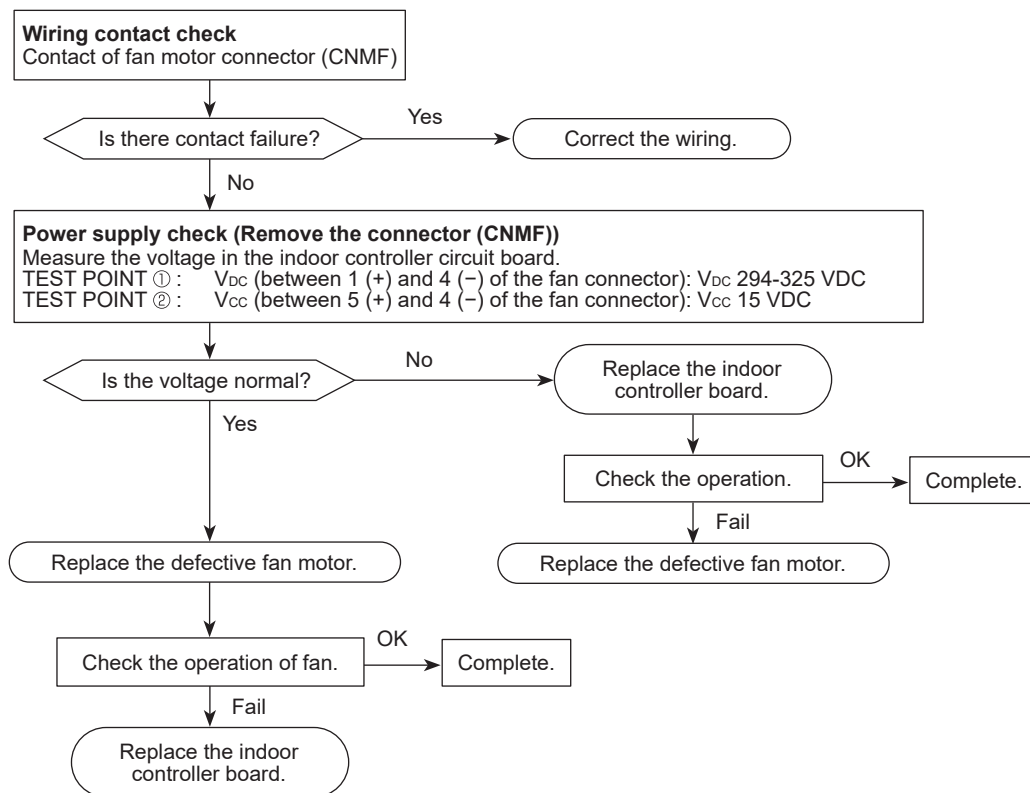 Wiring contact check
Contact of fan motor connector (CNMF)
Is there contact failure?
Yes
Correct the wiring.
No
Power supply check (Remove the connector (CNMF))
Measure the voltage in the indoor controller circuit board.
TEST POINT ① : VDC (between 1 (+) and 4 (−) of the fan connector): VDC 294-325 VDC
TEST POINT ② : VCC (between 5 (+) and 4 (−) of the fan connector): VCC 15 VDC
Is the voltage normal?
No
Replace the indoor
controller board.
Yes
Check the operation.
OK
Complete.
Fail
Replace the defective fan motor.
Replace the defective fan motor.
Check the operation of fan.
OK
Complete.
Fail
Replace the indoor
controller board.